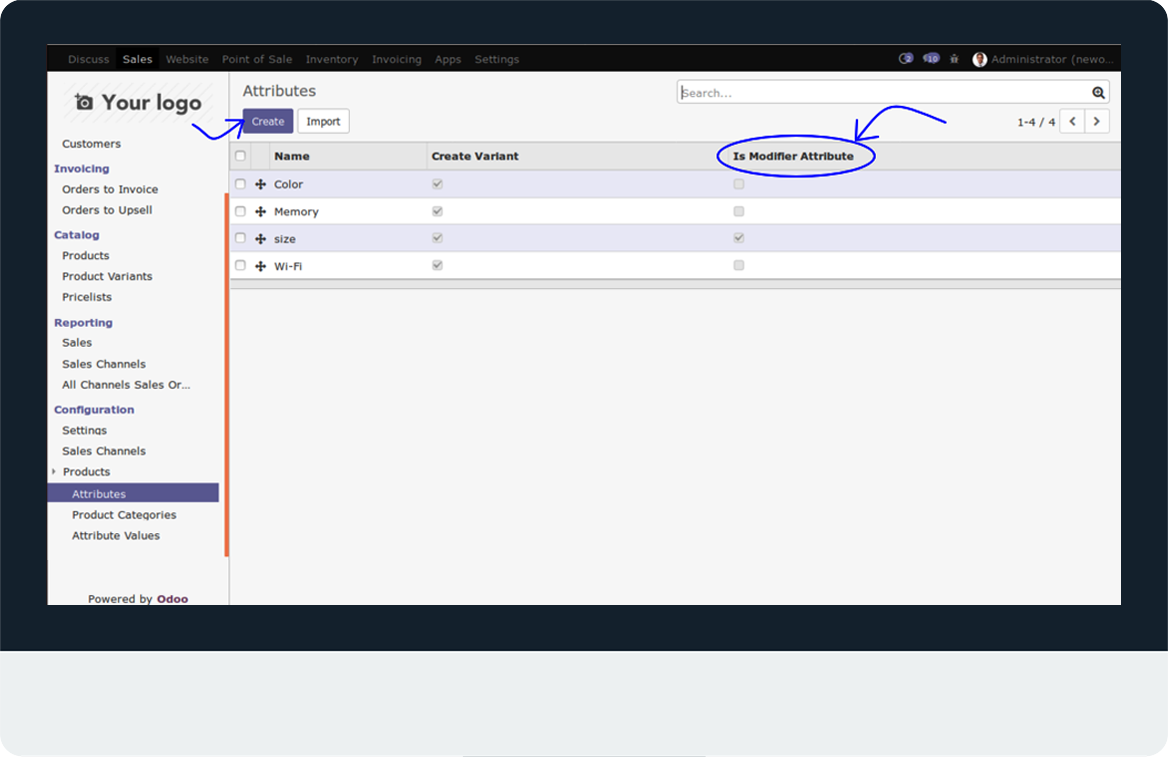 Discuss Sales Website Point of Sale Inventory Invoicing Apps Settings 2 10 Administrator (newo...
Your logo
Attributes
Search...
Create Import
1-4 / 4
Customers
Invoicing
Orders to Invoice
Orders to Upsell
Catalog
Products
Product Variants
Pricelists
Reporting
Sales
Sales Channels
All Channels Sales Or...
Configuration
Settings
Sales Channels
Products
Attributes
Product Categories
Attribute Values
Powered by Odoo
Name Create Variant Is Modifier Attribute
Color
Memory
size
Wi-Fi